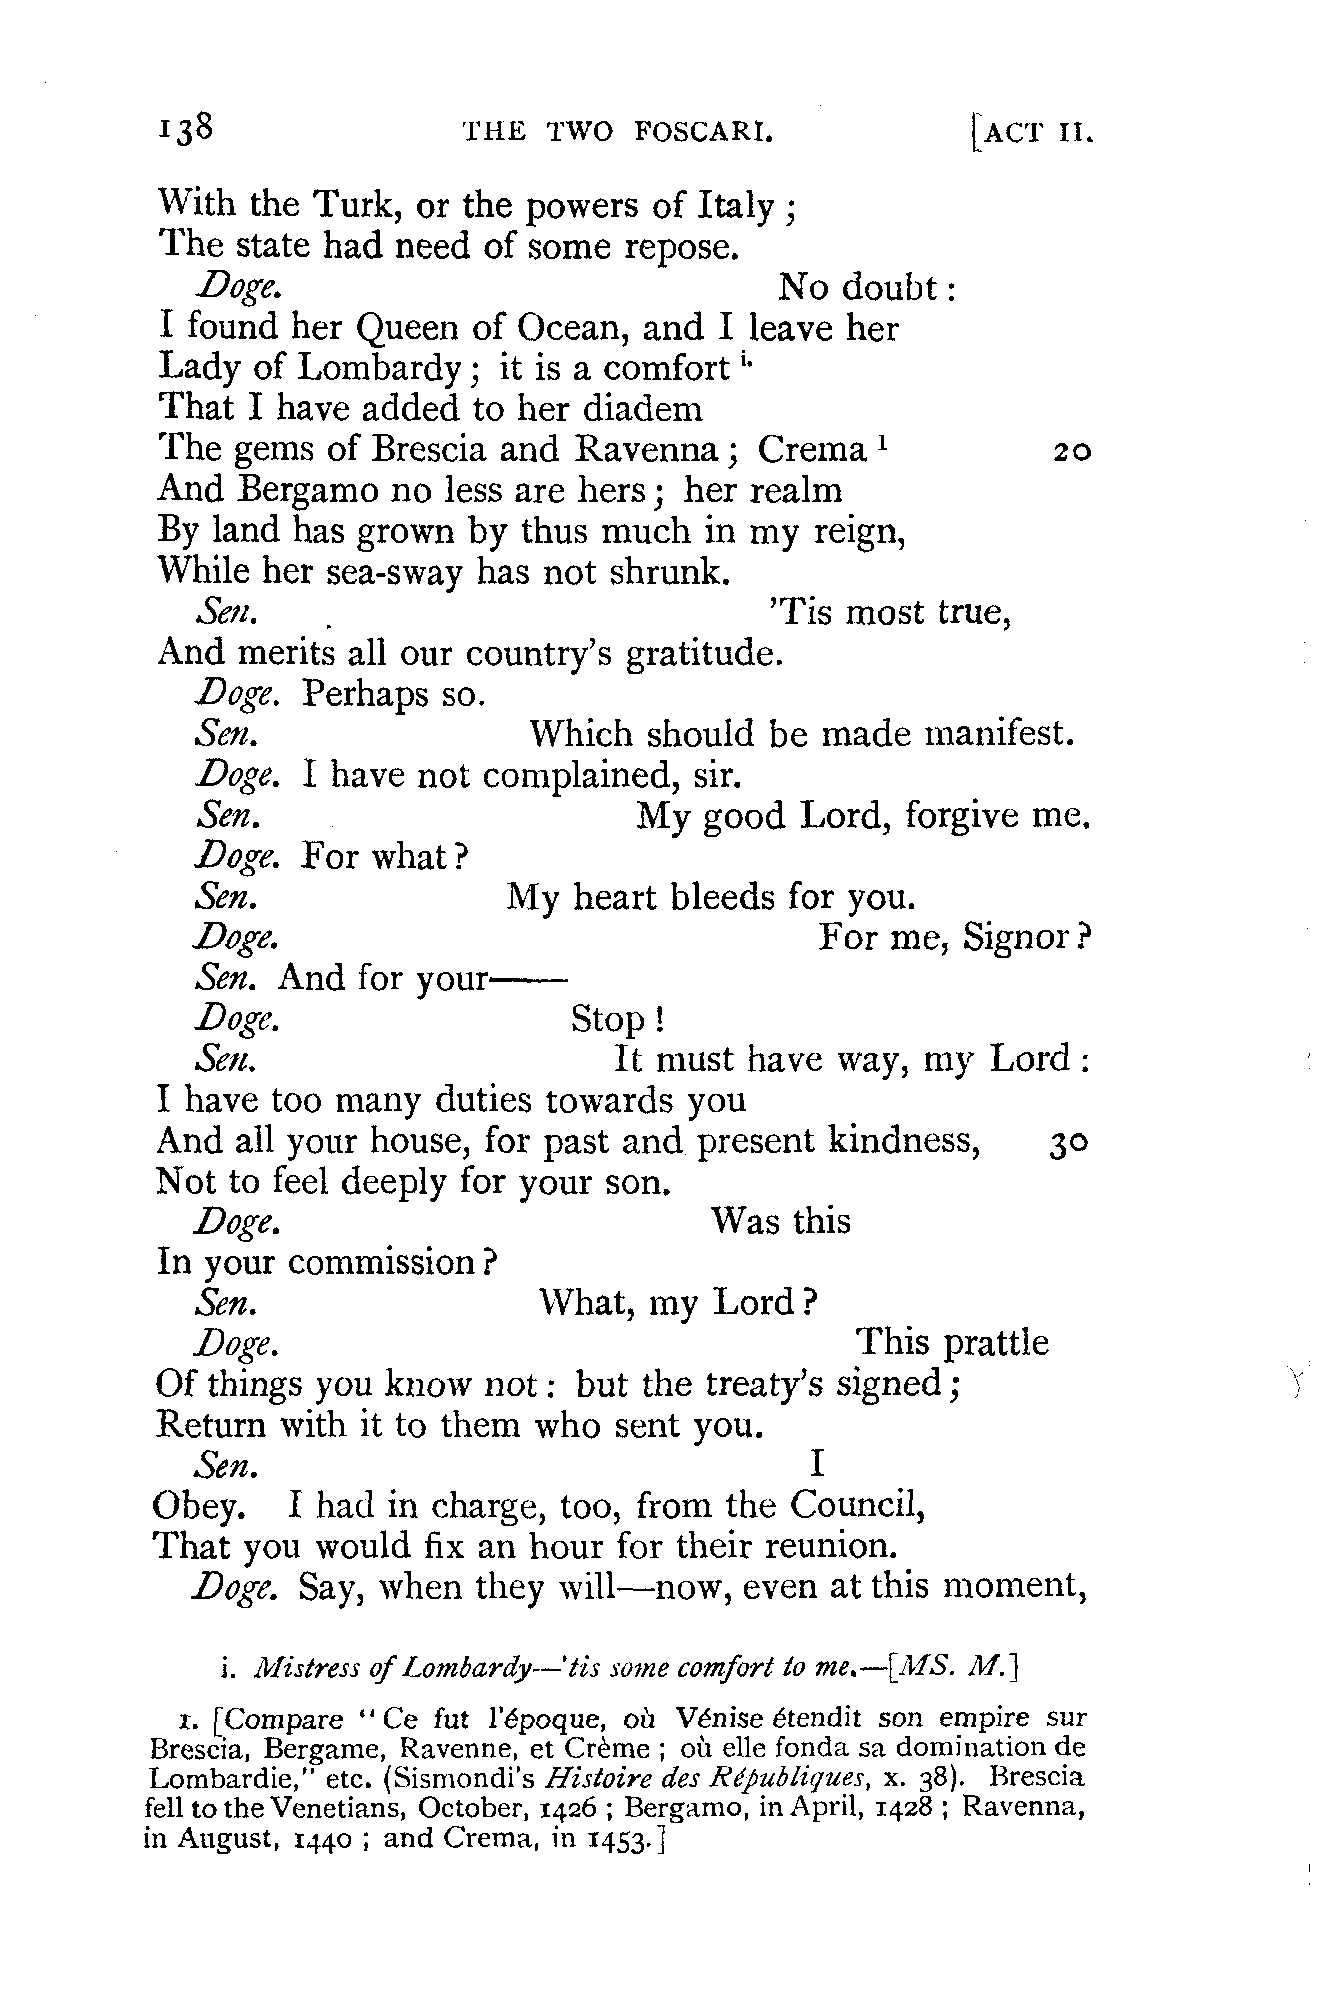 138 THE TWO FOSCARI. [ACT II.
With the Turk, or the powers of Italy ;
The state had need of some repose.
Doge. No doubt :
I found her Queen of Ocean, and I leave her
Lady of Lombardy ; it is a comfort i.
That I have added to her diadem
The gems of Brescia and Ravenna ; Crema 1 20
And Bergamo no less are hers ; her realm
By land has grown by thus much in my reign,
While her sea-sway has not shrunk.
Sen. 'Tis most true,
And merits all our country's gratitude.
Doge. Perhaps so.
Sen. Which should be made manifest.
Doge. I have not complained, sir.
Sen. My good Lord, forgive me.
Doge. For what ?
Sen. My heart bleeds for you.
Doge. For me, Signor ?
Sen. And for your——
Doge. Stop !
Sen. It must have way, my Lord :
I have too many duties towards you
And all your house, for past and present kindness, 30
Not to feel deeply for your son.
Doge. Was this
In your commission ?
Sen. What, my Lord ?
Doge. This prattle
Of things you know not : but the treaty's signed ;
Return with it to them who sent you.
Sen. I
Obey. I had in charge, too, from the Council,
That you would fix an hour for their reunion.
Doge. Say, when they will—now, even at this moment,
i. Mistress of Lombardy—'tis some comfort to me.—[MS. M.]
1. [Compare "Ce fut l'époque, où Vénise étendit son empire sur
Brescia, Bergame, Ravenne, et Crème ; où elle fonda sa domination de
Lombardie," etc. (Sismondi's Histoire des Républiques, x. 38). Brescia
fell to the Venetians, October, 1426 ; Bergamo, in April, 1428 ; Ravenna,
in August, 1440 ; and Crema, in 1453.]